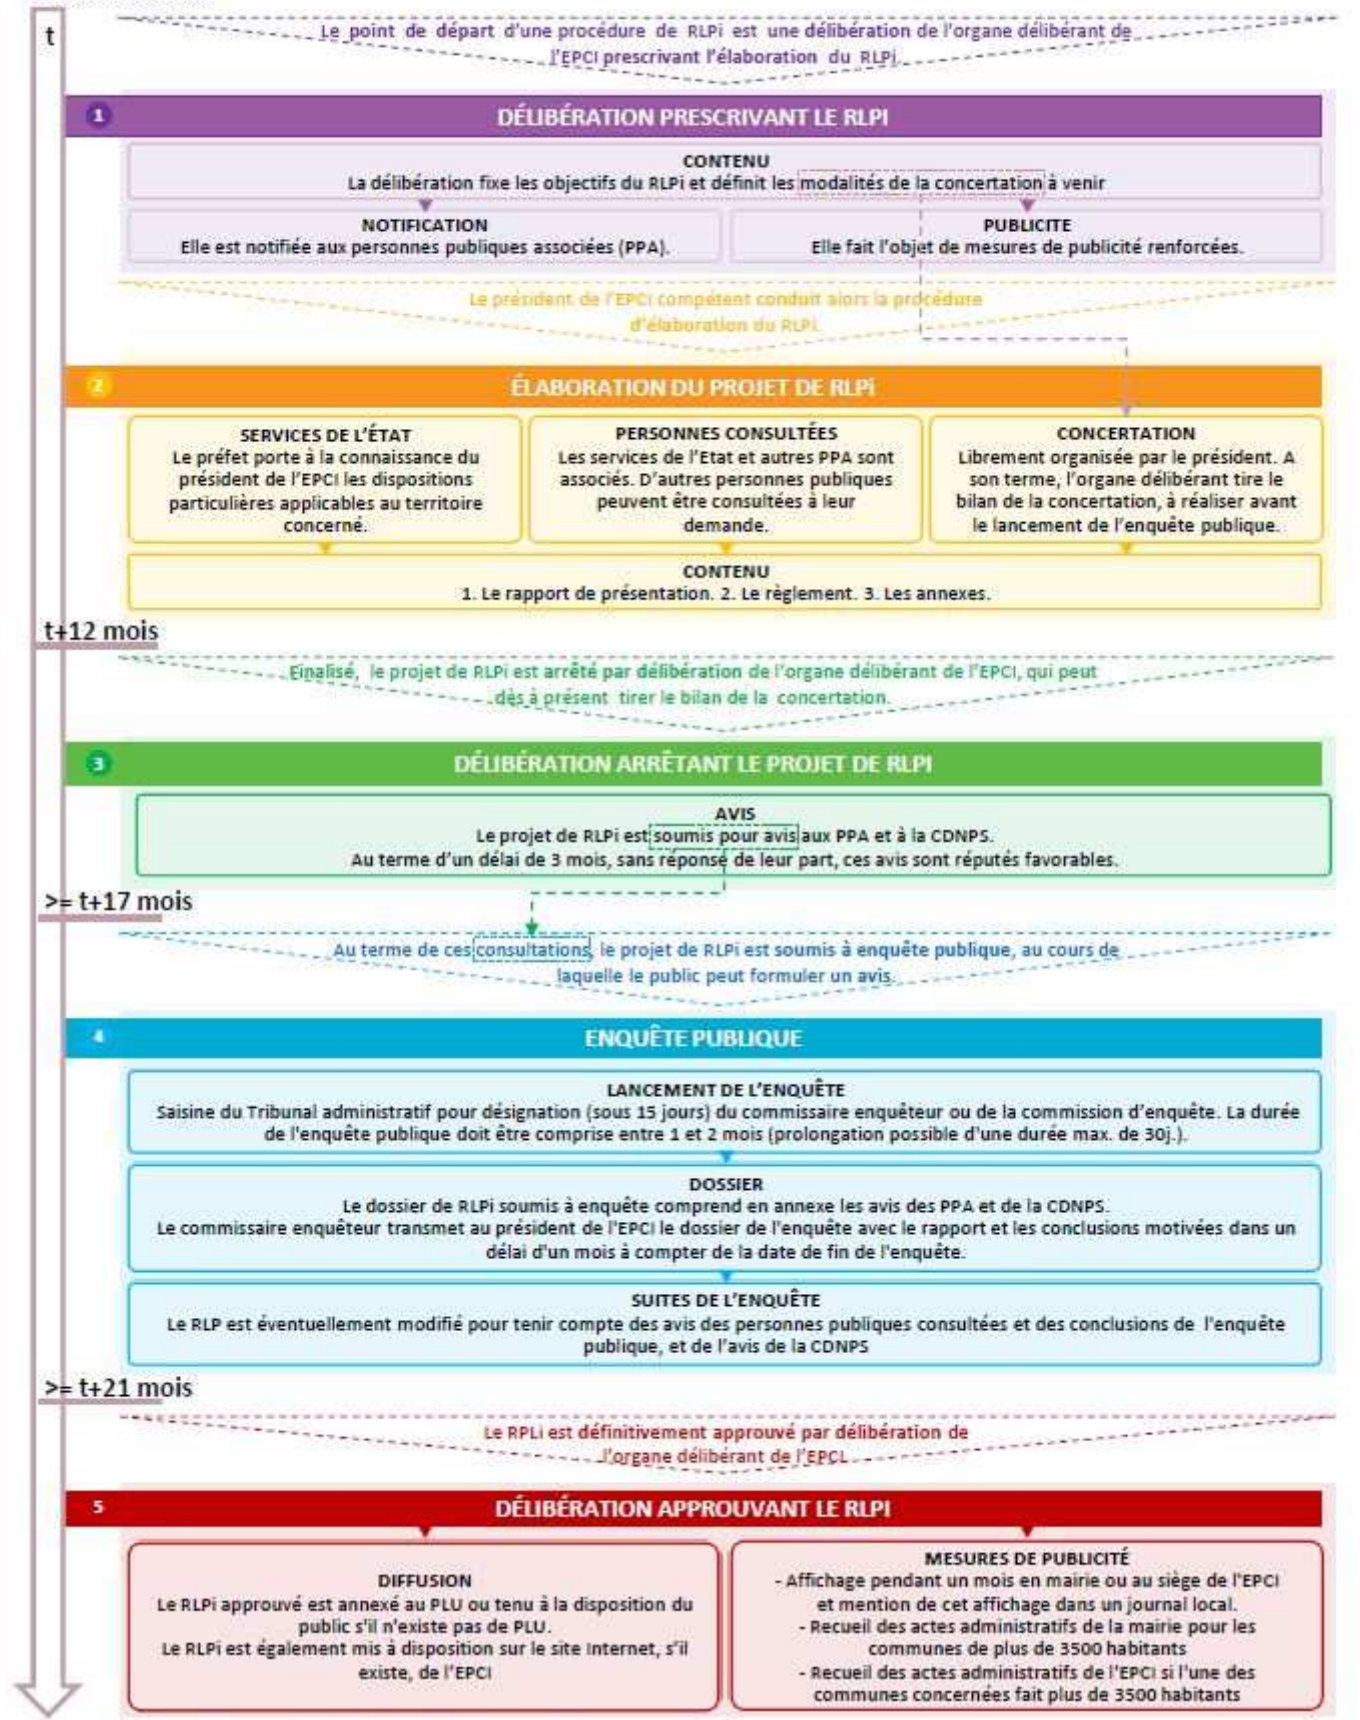 t
Le point de départ d'une procédure de RLPi est une délibération de l'organe délibérant de
l'EPCI prescrivant l'élaboration du RLPi.
1
DÉLIBÉRATION PRESCRIVANT LE RLPI
CONTENU
La délibération fixe les objectifs du RLPi et définit les modalités de la concertation à venir
NOTIFICATION
Elle est notifiée aux personnes publiques associées (PPA).
PUBLICITE
Elle fait l'objet de mesures de publicité renforcées.
Le président de l'EPCI compétent conduit alors la procédure
d'élaboration du RLPi.
2
ÉLABORATION DU PROJET DE RLPi
SERVICES DE L'ÉTAT
Le préfet porte à la connaissance du
président de l'EPCI les dispositions
particulières applicables au territoire
concerné.
PERSONNES CONSULTÉES
Les services de l'Etat et autres PPA sont
associés. D'autres personnes publiques
peuvent être consultées à leur
demande.
CONCERTATION
Librement organisée par le président. A
son terme, l'organe délibérant tire le
bilan de la concertation, à réaliser avant
le lancement de l'enquête publique.
CONTENU
1. Le rapport de présentation. 2. Le règlement. 3. Les annexes.
t+12 mois
Finalisé, le projet de RLPi est arrêté par délibération de l'organe délibérant de l'EPCI, qui peut
dès à présent tirer le bilan de la concertation.
3
DÉLIBÉRATION ARRÊTANT LE PROJET DE RLPI
AVIS
Le projet de RLPi est soumis pour avis aux PPA et à la CDNPS.
Au terme d'un délai de 3 mois, sans réponse de leur part, ces avis sont réputés favorables.
>= t+17 mois
Au terme de ces consultations, le projet de RLPi est soumis à enquête publique, au cours de
laquelle le public peut formuler un avis.
4
ENQUÊTE PUBLIQUE
LANCEMENT DE L'ENQUÊTE
Saisine du Tribunal administratif pour désignation (sous 15 jours) du commissaire enquêteur ou de la commission d'enquête. La durée
de l'enquête publique doit être comprise entre 1 et 2 mois (prolongation possible d'une durée max. de 30j.).
DOSSIER
Le dossier de RLPi soumis à enquête comprend en annexe les avis des PPA et de la CDNPS.
Le commissaire enquêteur transmet au président de l'EPCI le dossier de l'enquête avec le rapport et les conclusions motivées dans un
délai d'un mois à compter de la date de fin de l'enquête.
SUITES DE L'ENQUÊTE
Le RLP est éventuellement modifié pour tenir compte des avis des personnes publiques consultées et des conclusions de l'enquête
publique, et de l'avis de la CDNPS
>= t+21 mois
Le RPLi est définitivement approuvé par délibération de
l'organe délibérant de l'EPCI.
5
DÉLIBÉRATION APPROUVANT LE RLPI
DIFFUSION
Le RLPi approuvé est annexé au PLU ou tenu à la disposition du
public s'il n'existe pas de PLU.
Le RLPi est également mis à disposition sur le site Internet, s'il
existe, de l'EPCI
MESURES DE PUBLICITÉ
- Affichage pendant un mois en mairie ou au siège de l'EPCI
et mention de cet affichage dans un journal local.
- Recueil des actes administratifs de la mairie pour les
communes de plus de 3500 habitants
- Recueil des actes administratifs de l'EPCI si l'une des
communes concernées fait plus de 3500 habitants